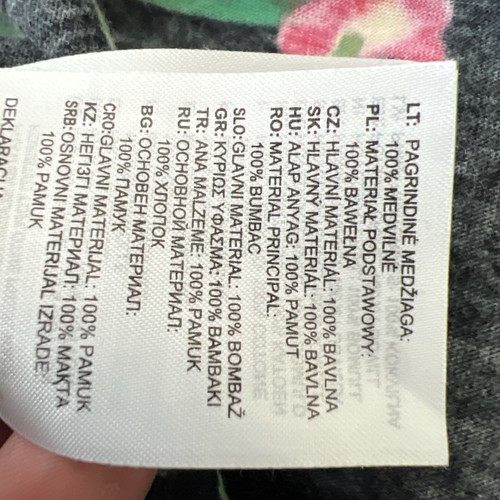 LT: PAGRINDINĖ MEDŽIAGA:
100% MEDVILNĖ
PL: MATERIAŁ PODSTAWOWY:
100% BAWEŁNA
CZ: HLAVNÍ MATERIÁL: 100% BAVLNA
SK: HLAVNÝ MATERIÁL: 100% BAVLNA
HU: ALAP ANYAG: 100% PAMUT
RO: MATERIAL PRINCIPAL:
100% BUMBAC
SLO:GLAVNI MATERIAL: 100% BOMBAŽ
GR: ΚΥΡΙΩΣ ΥΦΑΣΜΑ: 100% ΒΑΜΒΑΚΙ
TR: ANA MALZEME: 100% PAMUK
RU: ОСНОВНОЙ МАТЕРИАЛ:
100% ХЛОПОК
BG: ОСНОВЕН МАТЕРИАЛ:
100% ПАМУК
CRO:GLAVNI MATERIJAL: 100% PAMUK
KZ: НЕГІЗГІ МАТЕРИАЛ: 100% МАКТА
SRB:OSNOVNI MATERIJAL IZRADE:
100% PAMUK
DEKLARACIJA